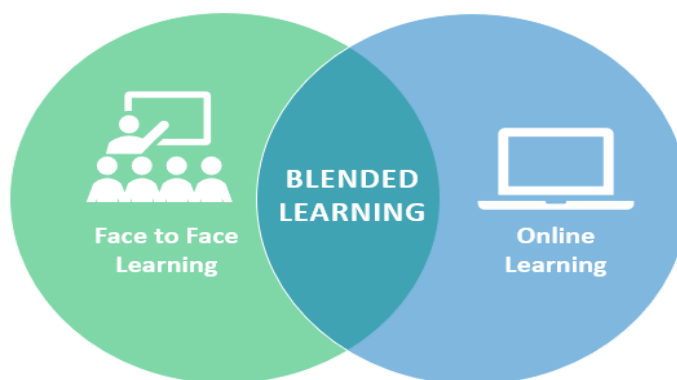 Face to Face
Learning
BLENDED
LEARNING
Online
Learning